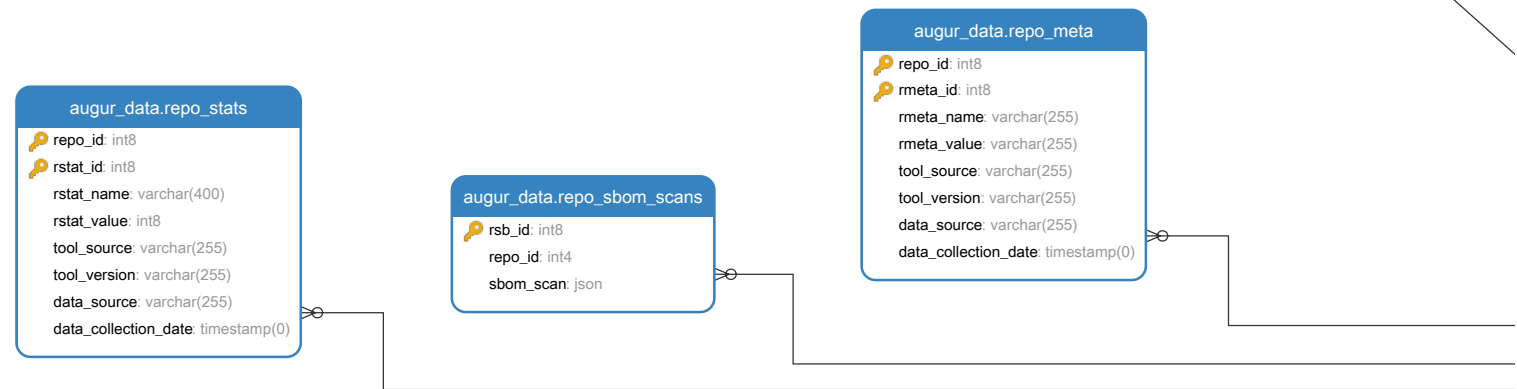 augur_data.repo_stats
repo_id: int8
rstat_id: int8
rstat_name: varchar(400)
rstat_value: int8
tool_source: varchar(255)
tool_version: varchar(255)
data_source: varchar(255)
data_collection_date: timestamp(0)
augur_data.repo_sbom_scans
rsb_id: int8
repo_id: int4
sbom_scan: json
augur_data.repo_meta
repo_id: int8
rmeta_id: int8
rmeta_name: varchar(255)
rmeta_value: varchar(255)
tool_source: varchar(255)
tool_version: varchar(255)
data_source: varchar(255)
data_collection_date: timestamp(0)